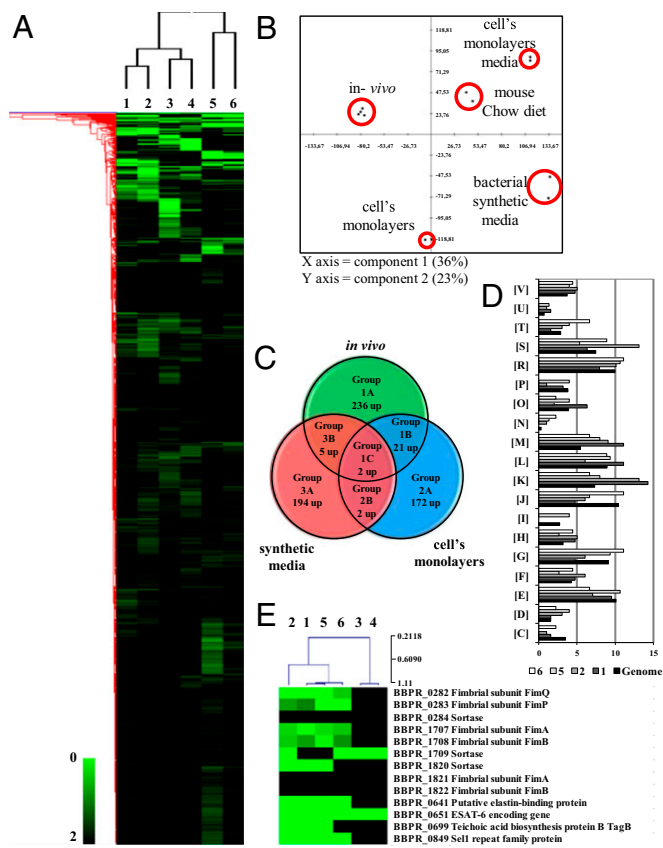 A
1 2 3 4 5 6
0
2
B
118,81
95,05
71,29
47,53
23,76
-133,67 -106,94 -80,2 -53,47 -26,73
26,73 53,47 80,2 106,94 133,67
-23,76
-47,53
-71,29
-95,05
-118,81
cell's
monolayers
media
in- vivo
mouse
Chow diet
bacterial
synthetic
media
cell's
monolayers
X axis = component 1 (36%)
Y axis = component 2 (23%)
C
in vivo
Group
1A
236 up
Group
3B
5 up
Group
1B
21 up
Group
1C
2 up
Group
3A
194 up
Group
2B
2 up
Group
2A
172 up
synthetic
media
cell's
monolayers
D
[V]
[U]
[T]
[S]
[R]
[P]
[O]
[N]
[M]
[L]
[K]
[J]
[I]
[H]
[G]
[F]
[E]
[D]
[C]
0 5 10 15
6 5 2 1 Genome
E
2 1 5 6 3 4
0.2118
0.6090
1.11
BBPR_0282 Fimbrial subunit FimQ
BBPR_0283 Fimbrial subunit FimP
BBPR_0284 Sortase
BBPR_1707 Fimbrial subunit FimA
BBPR_1708 Fimbrial subunit FimB
BBPR_1709 Sortase
BBPR_1820 Sortase
BBPR_1821 Fimbrial subunit FimA
BBPR_1822 Fimbrial subunit FimB
BBPR_0641 Putative elastin-binding protein
BBPR_0651 ESAT-6 encoding gene
BBPR_0699 Teichoic acid biosynthesis protein B TagB
BBPR_0849 Sel1 repeat family protein